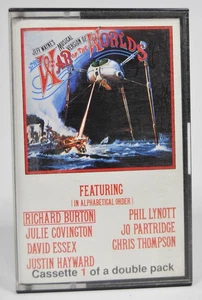 JEFF WAYNE'S MUSICAL VERSION OF
THE WAR OF THE WORLDS
FEATURING
(IN ALPHABETICAL ORDER)
RICHARD BURTON
JULIE COVINGTON
DAVID ESSEX
JUSTIN HAYWARD
PHIL LYNOTT
JO PARTRIDGE
CHRIS THOMPSON
Cassette 1 of a double pack